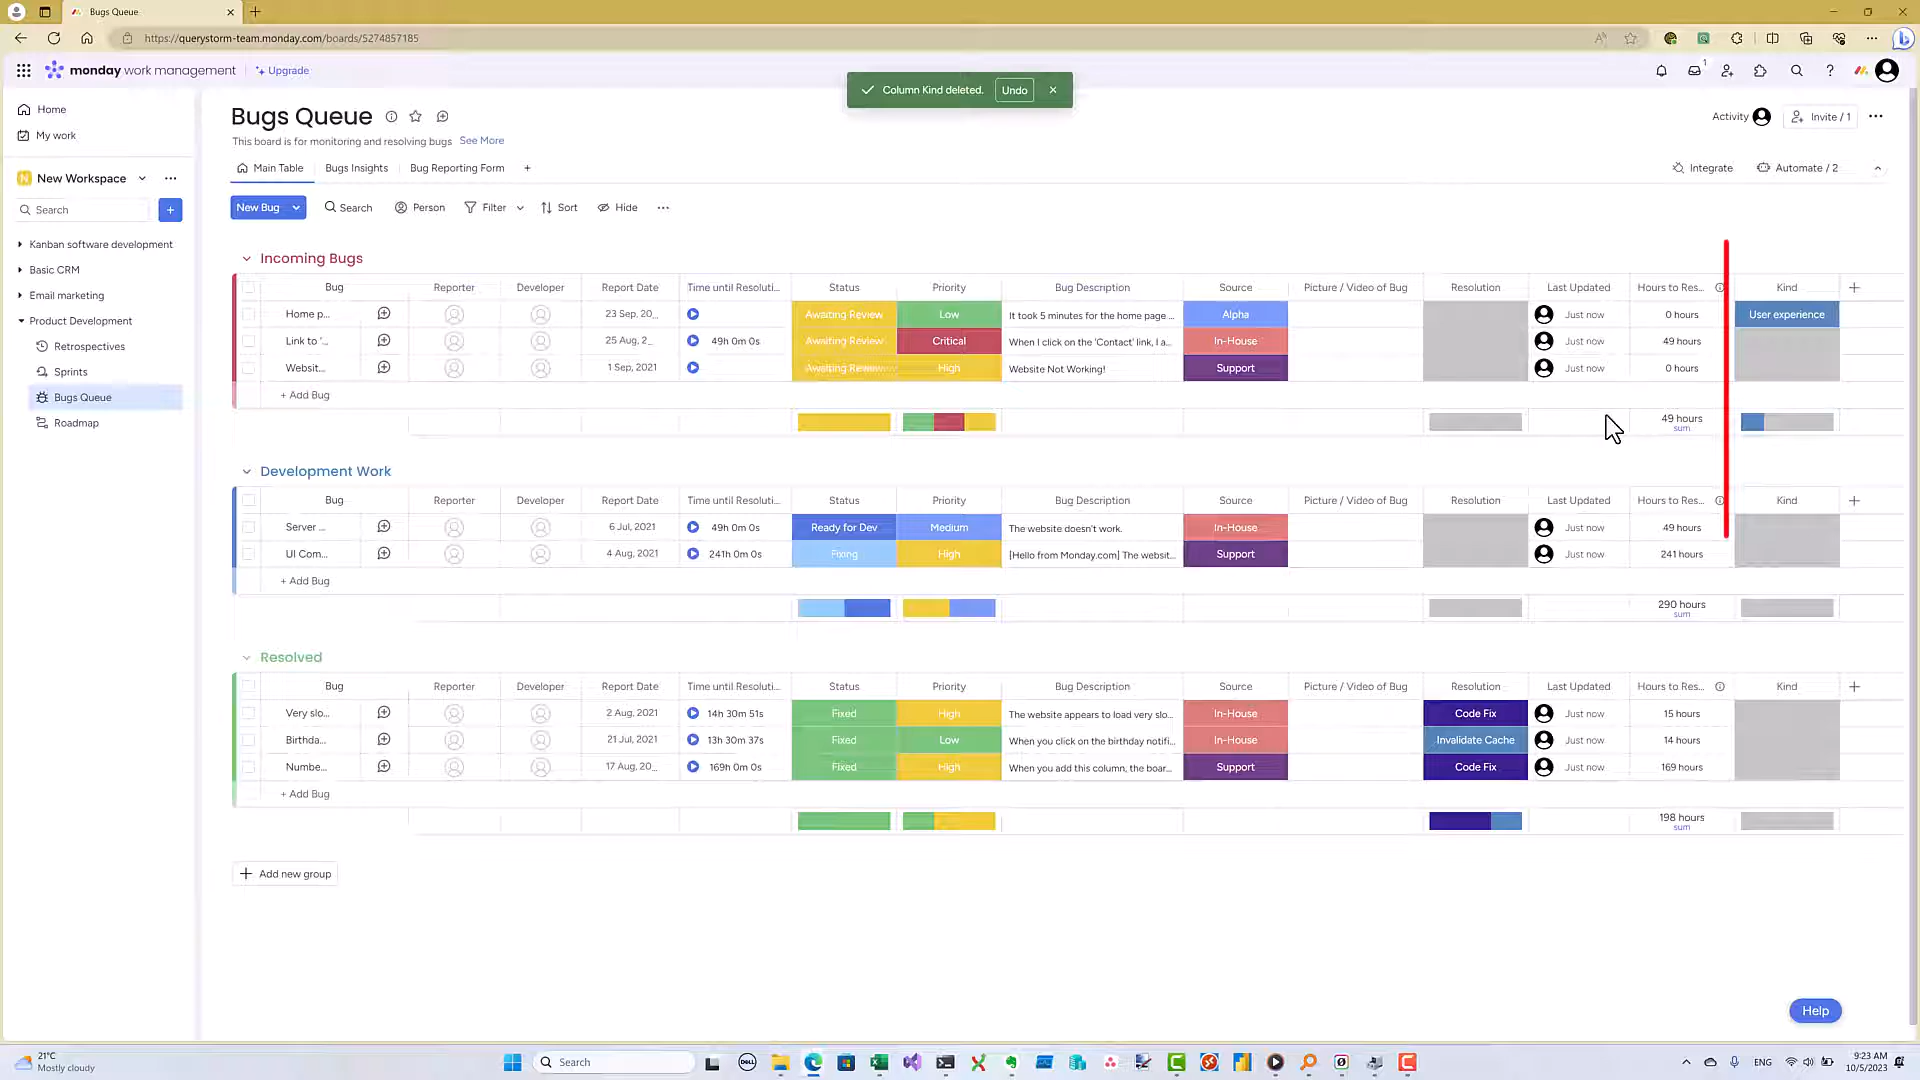 Bugs Queue
https://querystorm-team.monday.com/boards/5274857185
monday work management
Upgrade
1
Column Kind deleted. Undo
Home
My work
New Workspace
Search
Kanban software development
Basic CRM
Email marketing
Product Development
Retrospectives
Sprints
Bugs Queue
Roadmap
Bugs Queue
Activity
Invite / 1
This board is for monitoring and resolving bugs See More
Main Table Bugs Insights Bug Reporting Form +
Integrate Automate / 2
New Bug Search Person Filter Sort Hide
Incoming Bugs
Bug Reporter Developer Report Date Time until Resoluti... Status Priority Bug Description Source Picture / Video of Bug Resolution Last Updated Hours to Res... Kind
Home p... 23 Sep, 20... Awaiting Review Low It took 5 minutes for the home page ... Alpha Just now 0 hours User experience
Link to '... 25 Aug, 2... 49h 0m 0s Awaiting Review Critical When I click on the 'Contact' link, I a... In-House Just now 49 hours
Websit... 1 Sep, 2021 Awaiting Review High Website Not Working! Support Just now 0 hours
+ Add Bug
49 hours
sum
Development Work
Bug Reporter Developer Report Date Time until Resoluti... Status Priority Bug Description Source Picture / Video of Bug Resolution Last Updated Hours to Res... Kind
Server ... 6 Jul, 2021 49h 0m 0s Ready for Dev Medium The website doesn't work. In-House Just now 49 hours
UI Com... 4 Aug, 2021 241h 0m 0s Fixing High [Hello from Monday.com] The websit... Support Just now 241 hours
+ Add Bug
290 hours
sum
Resolved
Bug Reporter Developer Report Date Time until Resoluti... Status Priority Bug Description Source Picture / Video of Bug Resolution Last Updated Hours to Res... Kind
Very slo... 2 Aug, 2021 14h 30m 51s Fixed High The website appears to load very slo... In-House Code Fix Just now 15 hours
Birthda... 21 Jul, 2021 13h 30m 37s Fixed Low When you click on the birthday notifi... In-House Invalidate Cache Just now 14 hours
Numbe... 17 Aug, 20... 169h 0m 0s Fixed High When you add this column, the boar... Support Code Fix Just now 169 hours
+ Add Bug
198 hours
sum
+ Add new group
Help
21°C
Mostly cloudy
Search
ENG
9:23 AM
10/5/2023